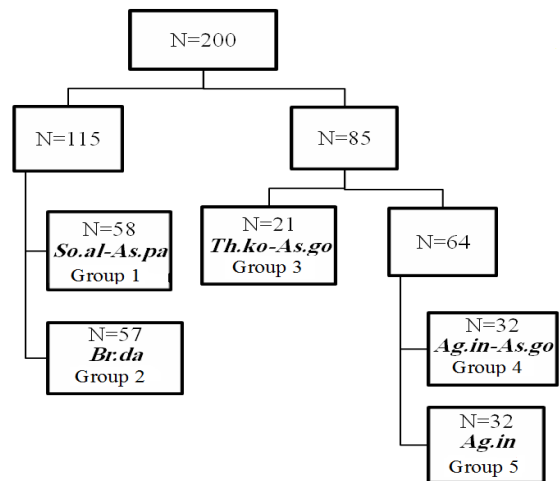 N=200
N=115
N=85
N=58
So.al-As.pa
Group 1
N=21
Th.ko-As.go
Group 3
N=64
N=57
Br.da
Group 2
N=32
Ag.in-As.go
Group 4
N=32
Ag.in
Group 5